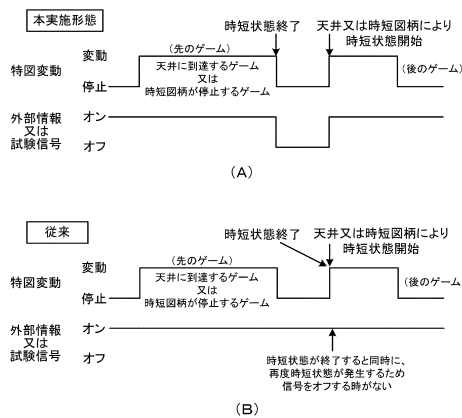 本実施形態
時短状態終了
天井又は時短図柄により
時短状態開始
特図変動
変動
停止
(先のゲーム)
天井に到達するゲーム
又は
時短図柄が停止するゲーム
(後のゲーム)
外部情報
又は
試験信号
オン
オフ
(A)
従来
時短状態終了
天井又は時短図柄により
時短状態開始
特図変動
変動
停止
(先のゲーム)
天井に到達するゲーム
又は
時短図柄が停止するゲーム
(後のゲーム
外部情報
又は
試験信号
オン
オフ
時短状態が終了すると同時に、
再度時短状態が発生するため
信号をオフする時がない
(B)